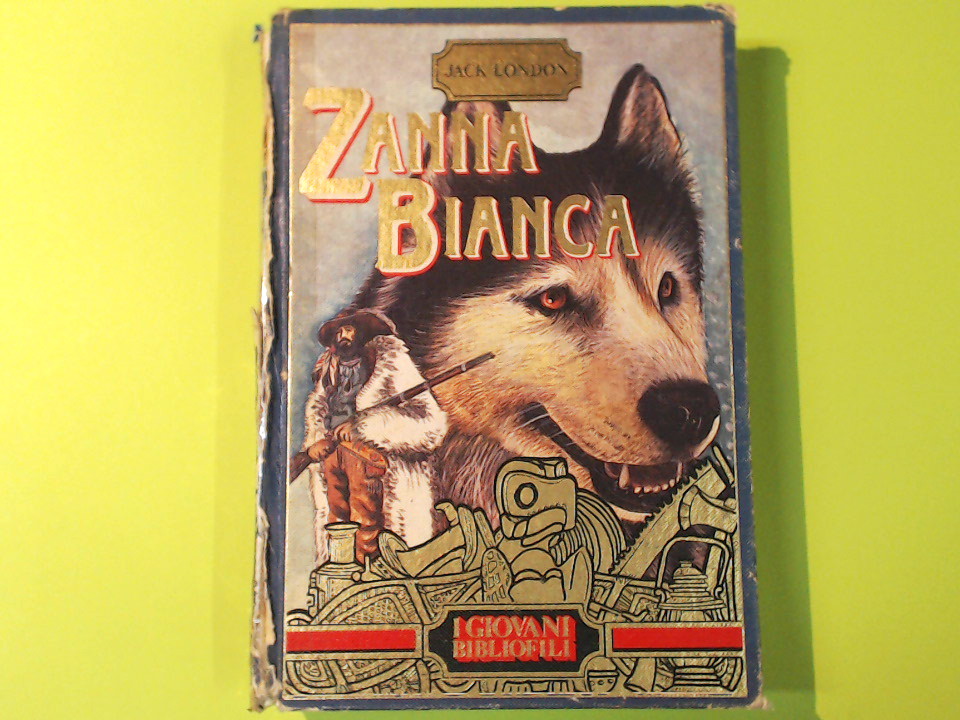 JACK LONDON
ZANNA
BIANCA
I GIOVANI
BIBLIOFILI